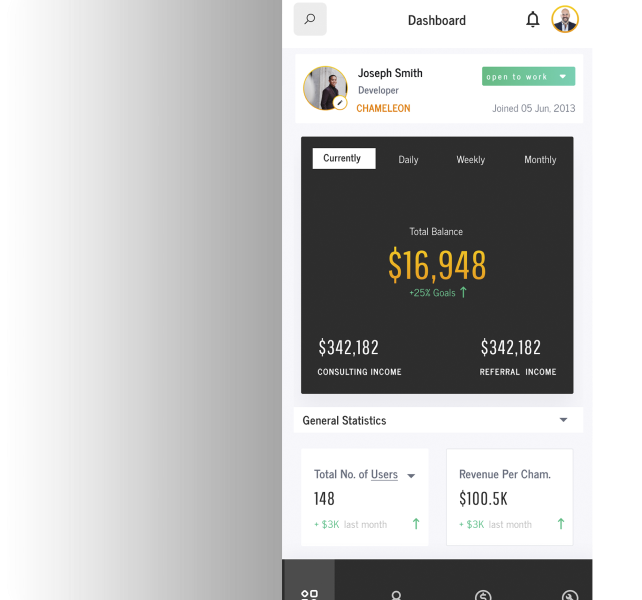 Dashboard
Joseph Smith
open to work
Developer
CHAMELEON
Joined 05 Jun, 2013
Currently
Daily
Weekly
Monthly
Total Balance
$16,948
+25% Goals
$342,182
$342,182
CONSULTING INCOME
REFERRAL INCOME
General Statistics
Total No. of Users
Revenue Per Cham.
148
$100.5K
+ $3K last month
+ $3K last month